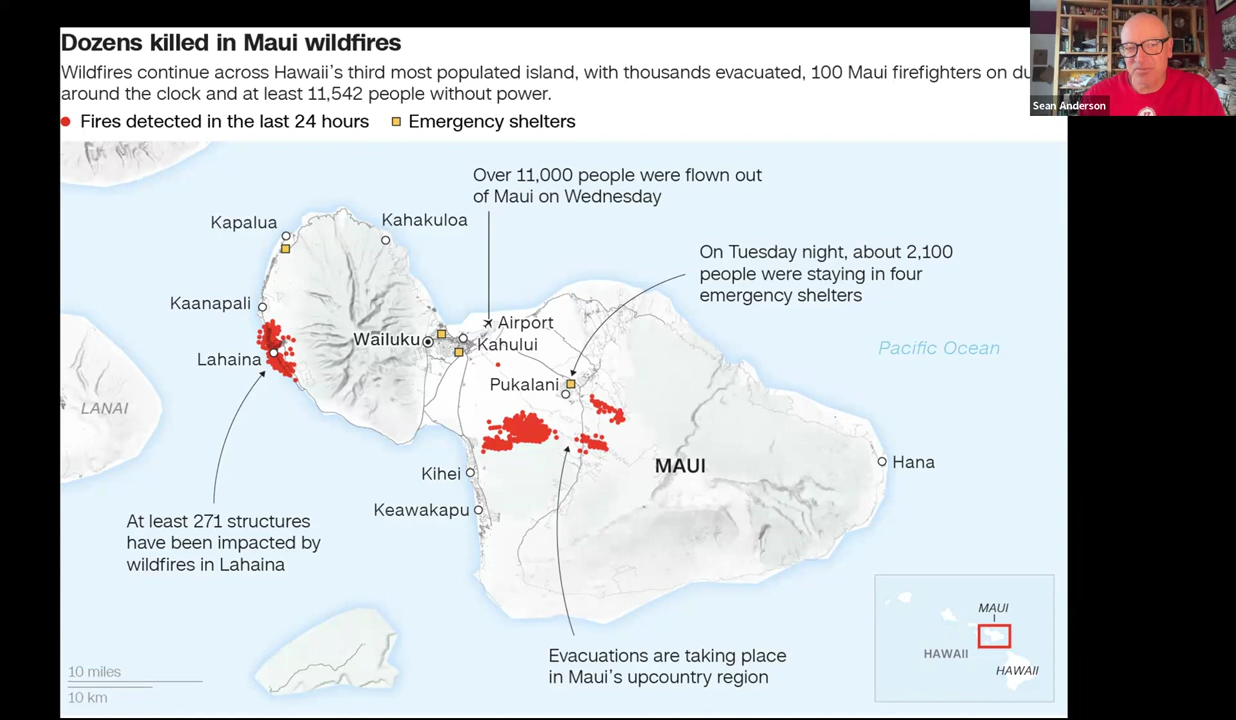 Dozens killed in Maui wildfires
Wildfires continue across Hawaii's third most populated island, with thousands evacuated, 100 Maui firefighters on
around the clock and at least 11,542 people without power.
Fires detected in the last 24 hours
Emergency shelters
Sean Anderson
Over 11,000 people were flown out
of Maui on Wednesday
Kapalua
Kahakuloa
On Tuesday night, about 2,100
people were staying in four
emergency shelters
Kaanapali
Airport
Wailuku
Kahului
Pacific Ocean
Lahaina
Pukalani
LANAI
MAUI
Hana
Kihei
Keawakapu
At least 271 structures
have been impacted by
wildfires in Lahaina
Evacuations are taking place
in Maui's upcountry region
MAUI
HAWAII
HAWAII
10 miles
10 km